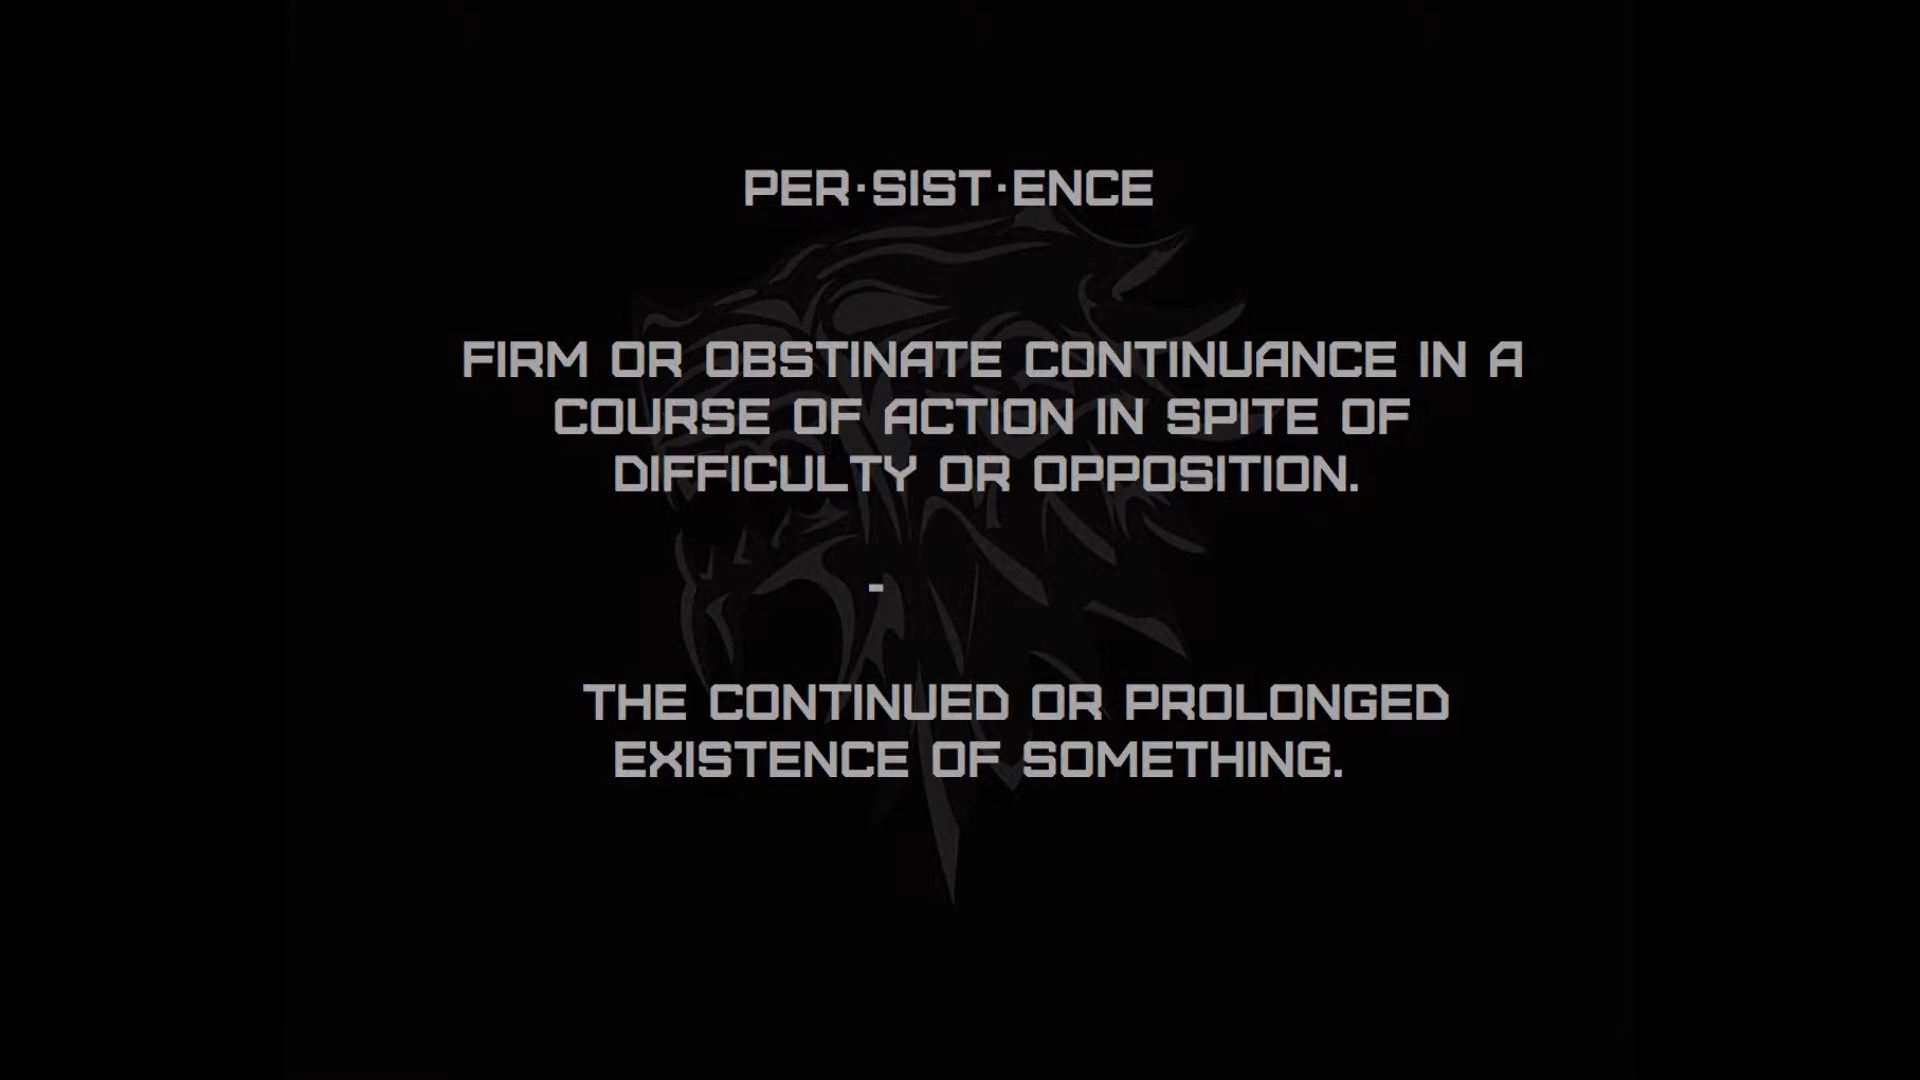 PER·SIST·ENCE
FIRM OR OBSTINATE CONTINUANCE IN A
COURSE OF ACTION IN SPITE OF
DIFFICULTY OR OPPOSITION.
-
THE CONTINUED OR PROLONGED
EXISTENCE OF SOMETHING.